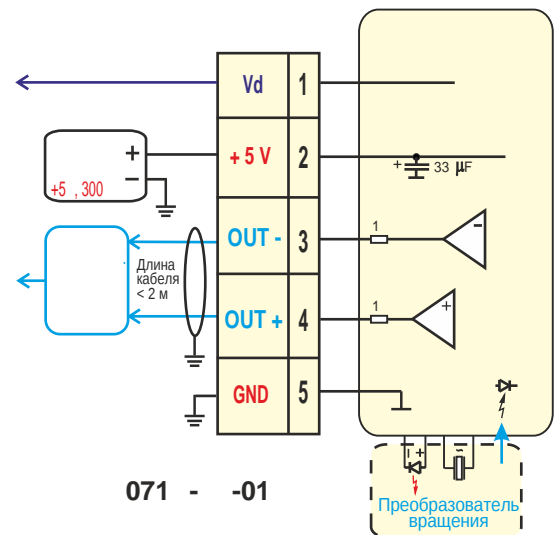 Vd 1
+ 5 V 2
+ 33 µF
+ −
+5 , 300
OUT - 3
1
-
Длина
кабеля
< 2 м
OUT + 4
1
+
GND 5
− + ~
071 - -01
Преобразователь
вращения